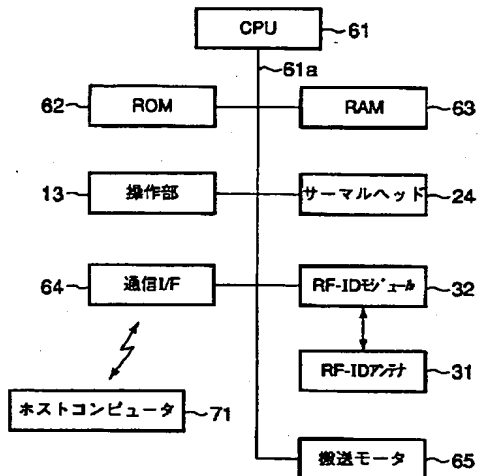 CPU 61
61a
62 ROM RAM 63
13 操作部 サーマルヘッド 24
64 通信I/F RF-IDモジュール 32
RF-IDアンテナ 31
ホストコンピュータ 71
搬送モータ 65